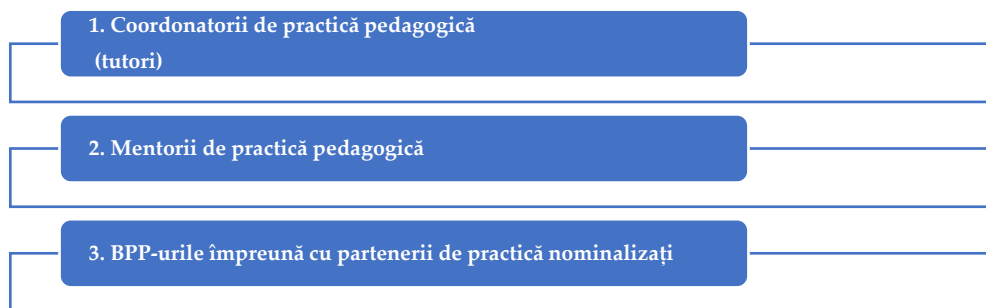 1. Coordonatorii de practică pedagogică
(tutori)
2. Mentorii de practică pedagogică
3. BPP-urile împreună cu partenerii de practică nominalizați